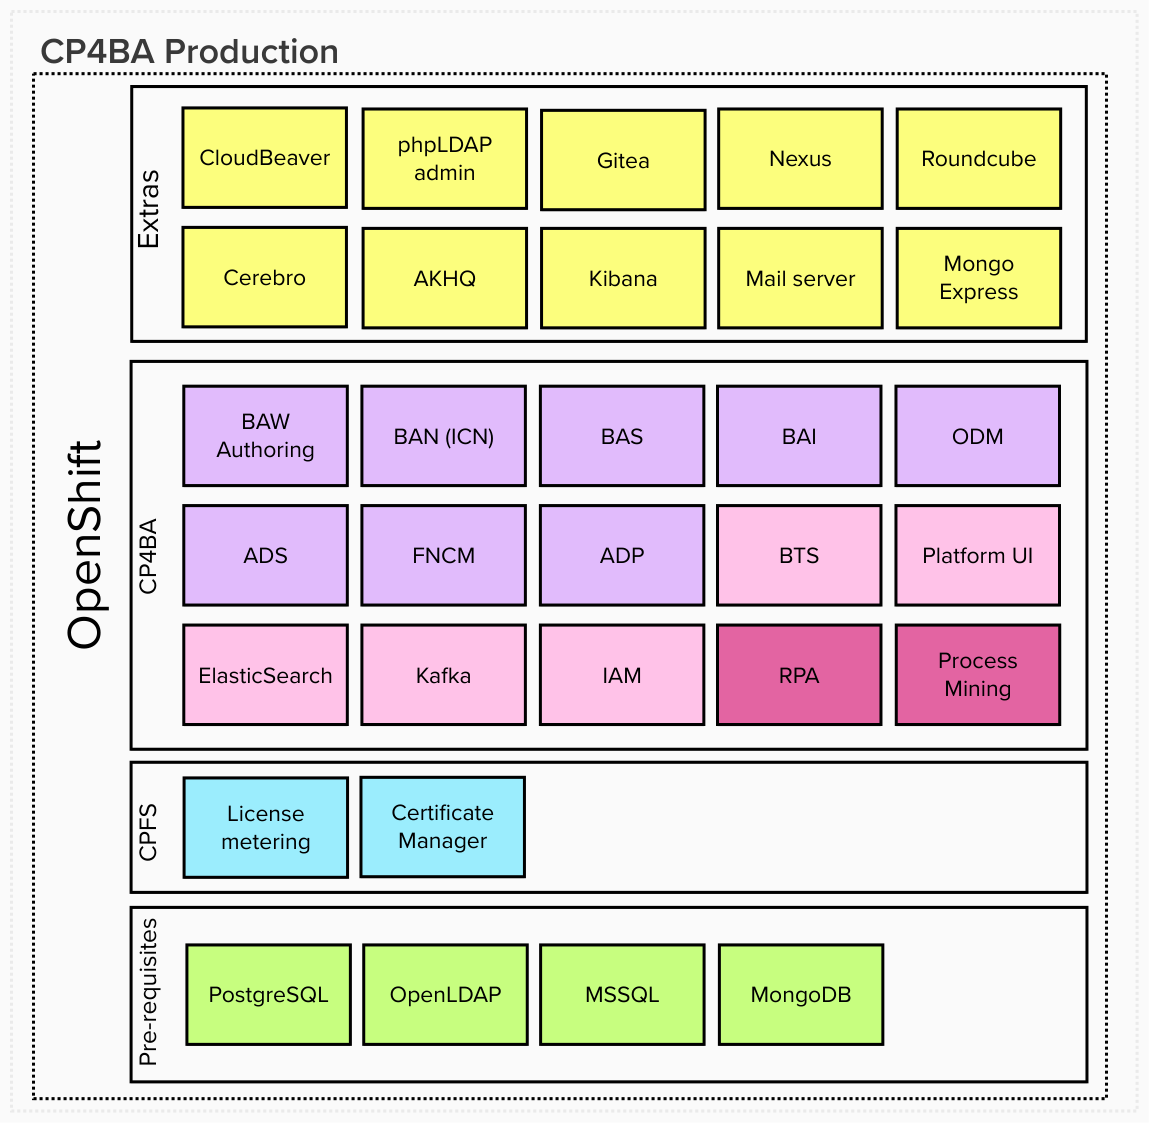 CP4BA Production
OpenShift
Extras
CloudBeaver
phpLDAP
admin
Gitea
Nexus
Roundcube
Cerebro
AKHQ
Kibana
Mail server
Mongo
Express
CP4BA
BAW
Authoring
BAN (ICN)
BAS
BAI
ODM
ADS
FNCM
ADP
BTS
Platform UI
ElasticSearch
Kafka
IAM
RPA
Process
Mining
CPFS
License
metering
Certificate
Manager
Pre-requisites
PostgreSQL
OpenLDAP
MSSQL
MongoDB